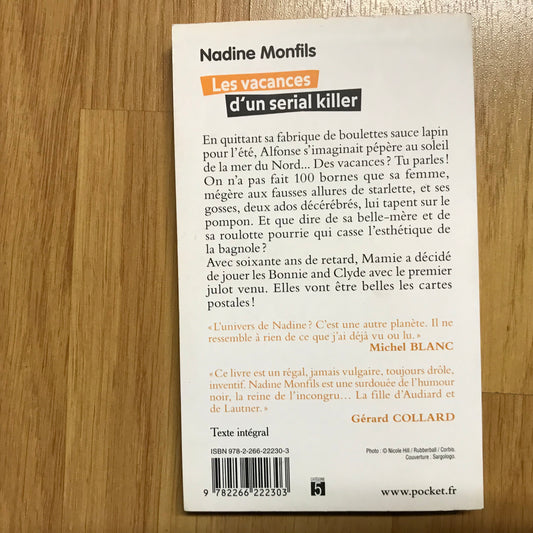 Nadine Monfils
Les vacances
d'un serial killer
En quittant sa fabrique de boulettes sauce lapin
pour l'été, Alfonse s'imaginait pépère au soleil
de la mer du Nord... Des vacances ? Tu parles !
On n'a pas fait 100 bornes que sa femme,
mégère aux fausses allures de starlette, et ses
gosses, deux ados décérébrés, lui tapent sur le
pompon. Et que dire de sa belle-mère et de
sa roulotte pourrie qui casse l'esthétique de
la bagnole ?
Avec soixante ans de retard, Mamie a décidé
de jouer les Bonnie and Clyde avec le premier
julot venu. Elles vont être belles les cartes
postales !
« L'univers de Nadine ? C'est une autre planète. Il ne
ressemble à rien de ce que j'ai déjà vu ou lu. »
Michel BLANC
« Ce livre est un régal, jamais vulgaire, toujours drôle,
inventif. Nadine Monfils est une surdouée de l'humour
noir, la reine de l'incongru... La fille d'Audiard et
de Lautner. »
Gérard COLLARD
Texte intégral
Photo : © Nicole Hill / Rubberball / Corbis.
Couverture : Sargologo.
ISBN 978-2-266-22230-3
9 782266 222303
CATÉGORIE
5
www.pocket.fr